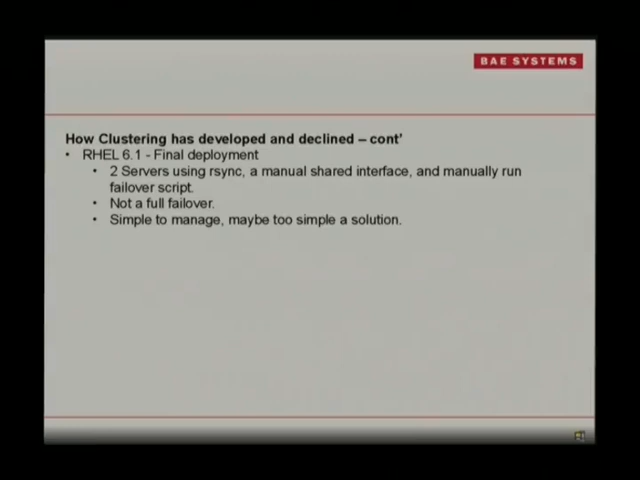 BAE SYSTEMS
How Clustering has developed and declined – cont'
• RHEL 6.1 - Final deployment
• 2 Servers using rsync, a manual shared interface, and manually run
failover script.
• Not a full failover.
• Simple to manage, maybe too simple a solution.